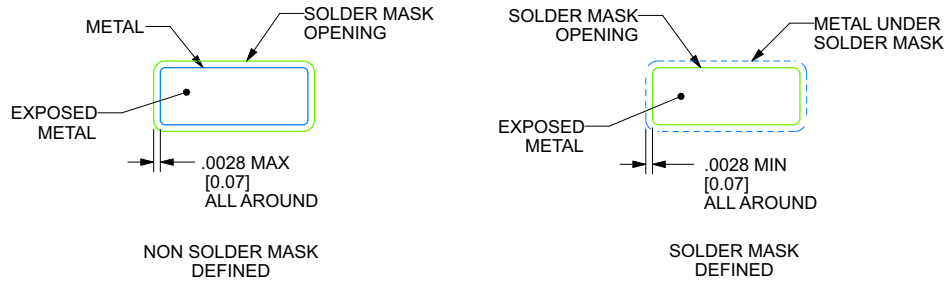 METAL
SOLDER MASK
OPENING
EXPOSED
METAL
.0028 MAX
[0.07]
ALL AROUND
NON SOLDER MASK
DEFINED
SOLDER MASK
OPENING
METAL UNDER
SOLDER MASK
EXPOSED
METAL
.0028 MIN
[0.07]
ALL AROUND
SOLDER MASK
DEFINED